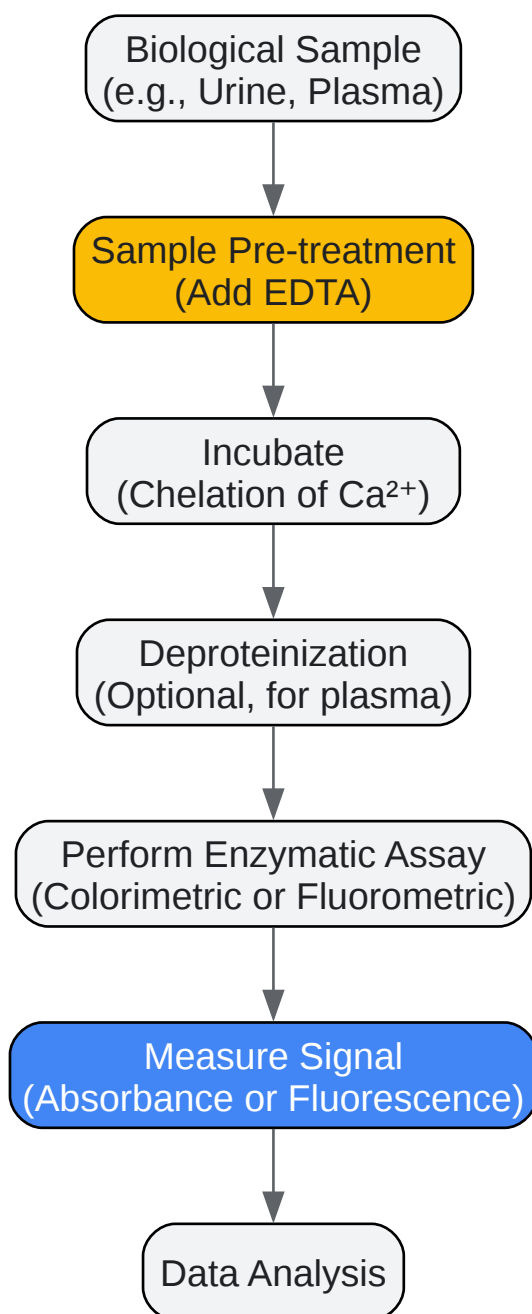 Biological Sample
(e.g., Urine, Plasma)
Sample Pre-treatment
(Add EDTA)
Incubate
(Chelation of Ca²⁺)
Deproteinization
(Optional, for plasma)
Perform Enzymatic Assay
(Colorimetric or Fluorometric)
Measure Signal
(Absorbance or Fluorescence)
Data Analysis